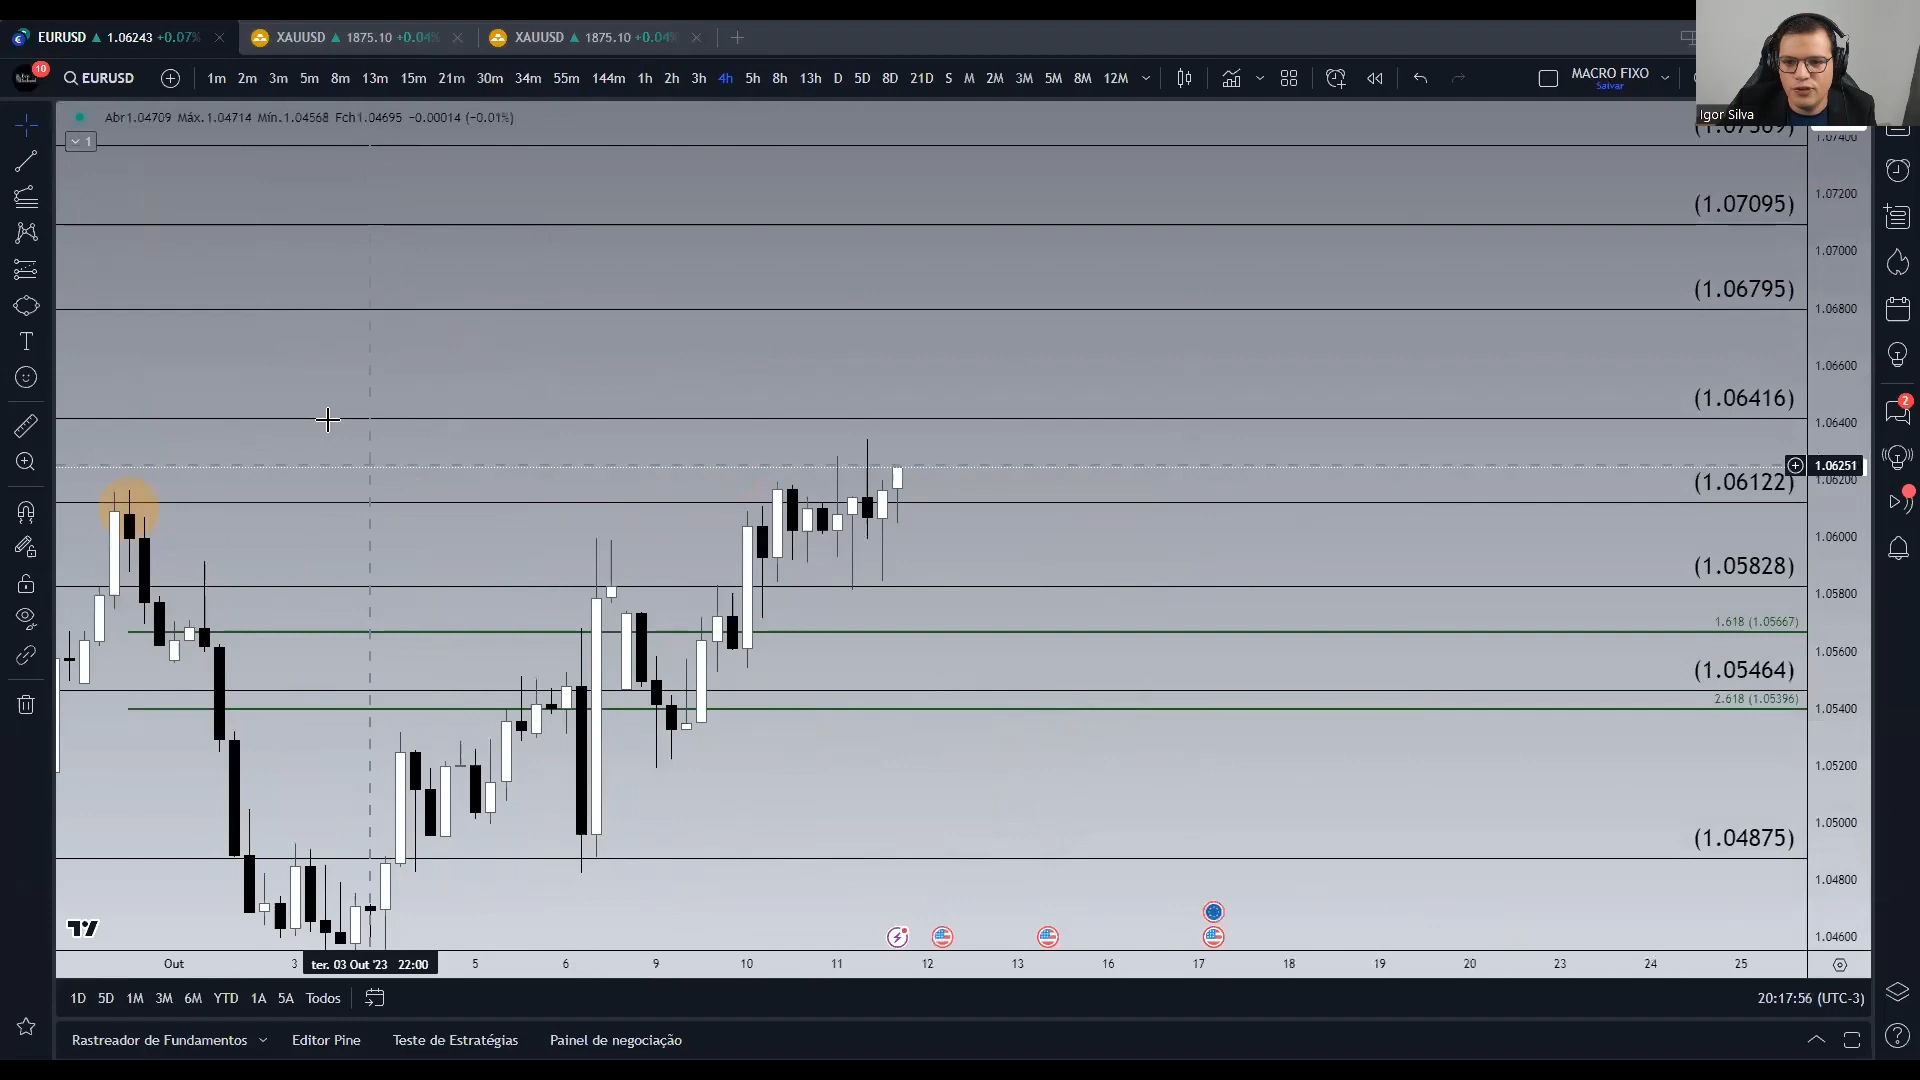 EURUSD ▲ 1.06243 +0.07%
XAUUSD ▲ 1875.10 +0.04%
XAUUSD ▲ 1875.10 +0.04%
10
EURUSD
1m 2m 3m 5m 8m 13m 15m 21m 30m 34m 55m 144m 1h 2h 3h 4h 5h 8h 13h D 5D 8D 21D S M 2M 3M 5M 8M 12M
MACRO FIXO
Salvar
Igor Silva
Abr1.04709 Máx.1.04714 Mín.1.04568 Fch1.04695 −0.00014 (−0.01%)
1
1.07400
1.07200
(1.07095)
1.07000
(1.06795)
1.06800
1.06600
(1.06416)
1.06400
1.06251
1.06200
(1.06122)
1.06000
(1.05828)
1.05800
1.618 (1.05667)
1.05600
(1.05464)
2.618 (1.05396)
1.05400
1.05200
1.05000
(1.04875)
1.04800
1.04600
2
Out 3 ter. 03 Out '23 22:00 5 6 9 10 11 12 13 16 17 18 19 20 23 24 25
1D 5D 1M 3M 6M YTD 1A 5A Todos
20:17:56 (UTC-3)
Rastreador de Fundamentos Editor Pine Teste de Estratégias Painel de negociação